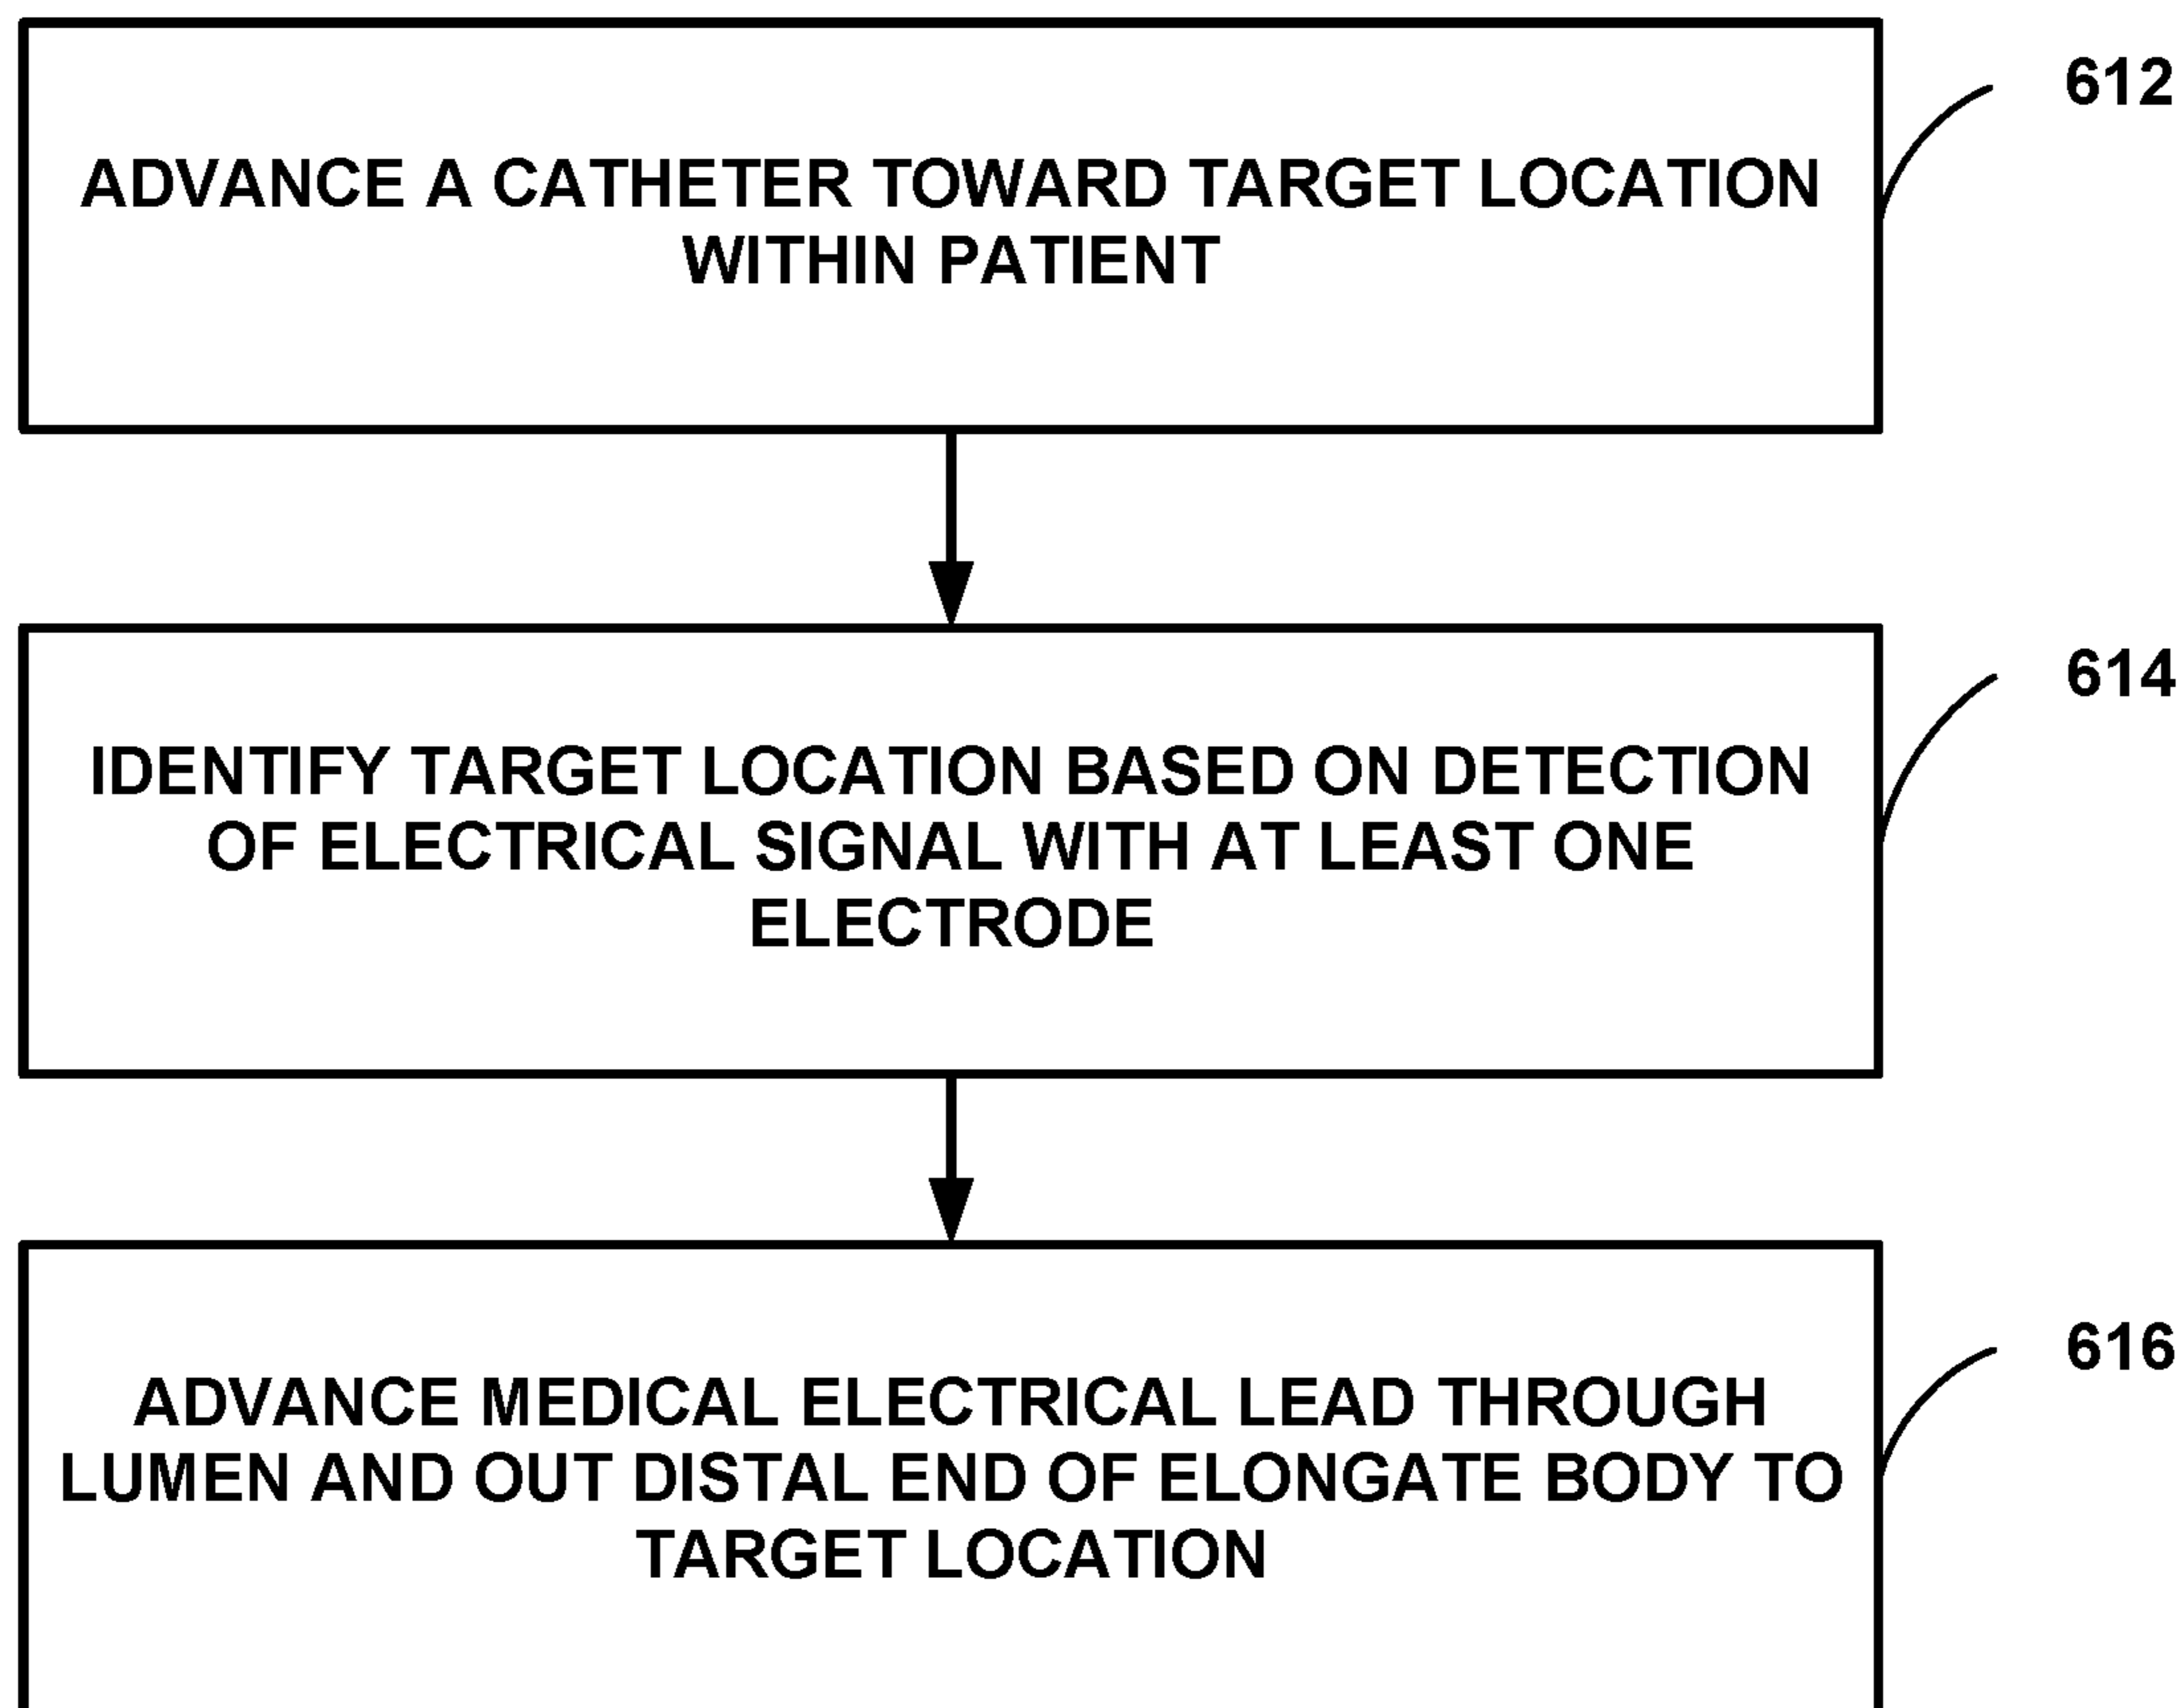 612
ADVANCE A CATHETER TOWARD TARGET LOCATION
WITHIN PATIENT
614
IDENTIFY TARGET LOCATION BASED ON DETECTION
OF ELECTRICAL SIGNAL WITH AT LEAST ONE
ELECTRODE
616
ADVANCE MEDICAL ELECTRICAL LEAD THROUGH
LUMEN AND OUT DISTAL END OF ELONGATE BODY TO
TARGET LOCATION